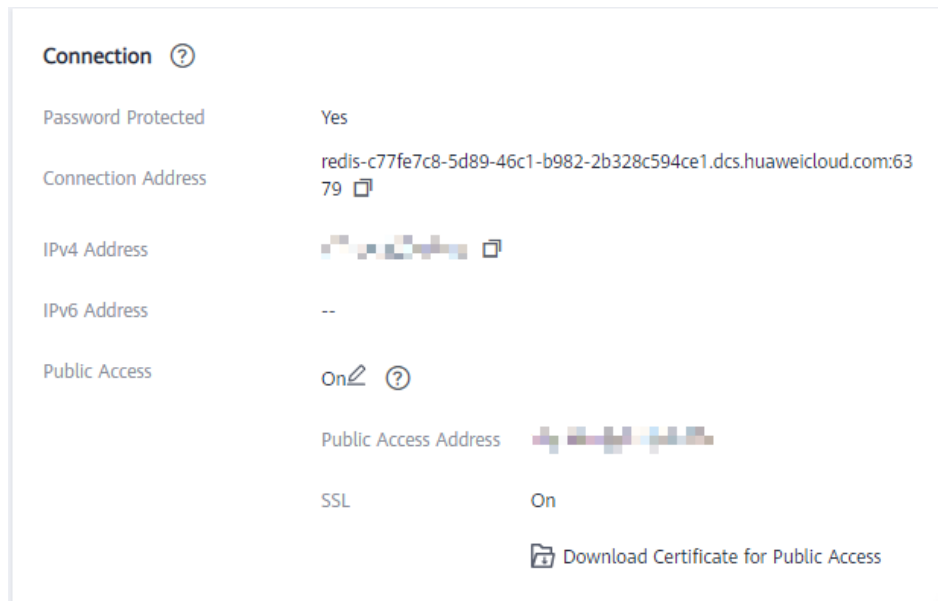 Connection
Password Protected Yes
Connection Address redis-c77fe7c8-5d89-46c1-b982-2b328c594ce1.dcs.huaweicloud.com:63
79
IPv4 Address
IPv6 Address --
Public Access On
Public Access Address
SSL On
Download Certificate for Public Access